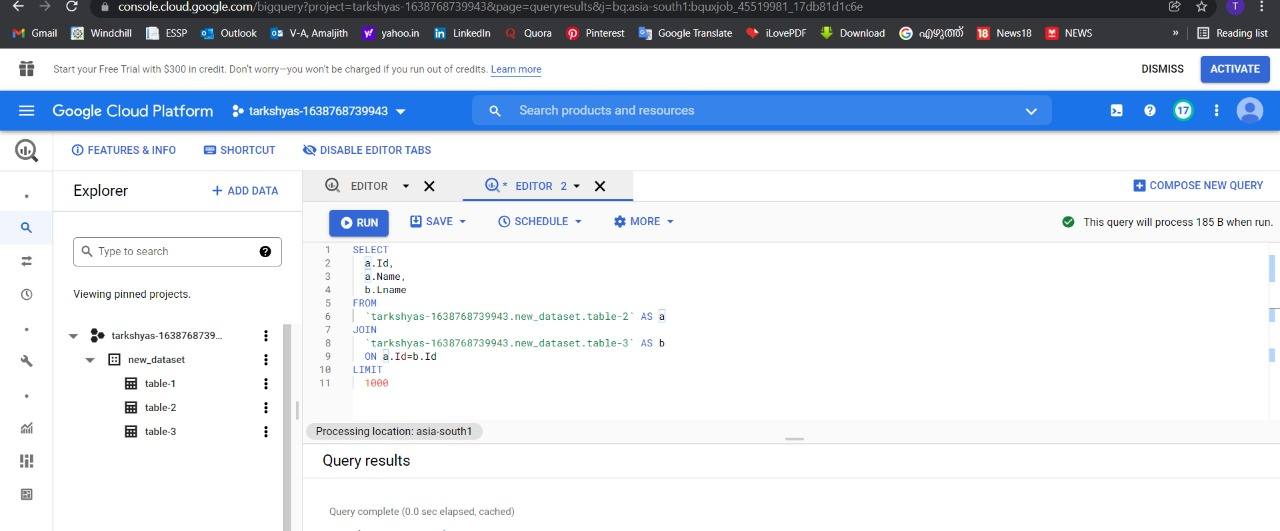 console.cloud.google.com/bigquery?project=tarkshyas-1638768739943&page=queryresults&j=bq:asia-south1:bquxjob_45519981_17db81d1c6e
Gmail Windchill ESSP Outlook V-A, Amaljith yahoo.in LinkedIn Quora Pinterest Google Translate iLovePDF Download എഴുത്ത് News18 NEWS » Reading list
Start your Free Trial with $300 in credit. Don't worry—you won't be charged if you run out of credits. Learn more DISMISS ACTIVATE
Google Cloud Platform tarkshyas-1638768739943 Search products and resources 17
FEATURES & INFO SHORTCUT DISABLE EDITOR TABS
Explorer + ADD DATA EDITOR * EDITOR 2 COMPOSE NEW QUERY
RUN SAVE SCHEDULE MORE This query will process 185 B when run.
Type to search
Viewing pinned projects.
tarkshyas-1638768739...
new_dataset
table-1
table-2
table-3
1 SELECT
2 a.Id,
3 a.Name,
4 b.Lname
5 FROM
6 `tarkshyas-1638768739943.new_dataset.table-2` AS a
7 JOIN
8 `tarkshyas-1638768739943.new_dataset.table-3` AS b
9 ON a.Id=b.Id
10 LIMIT
11 1000
Processing location: asia-south1
Query results
Query complete (0.0 sec elapsed, cached)